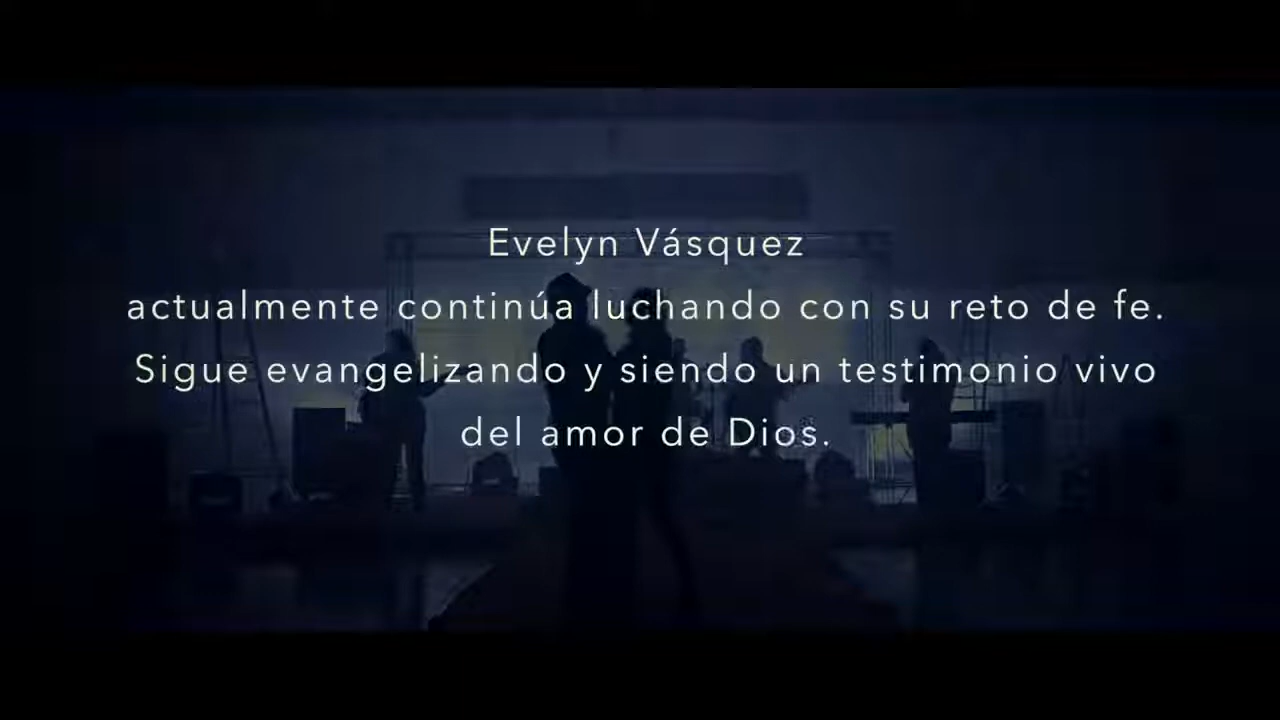 Evelyn Vásquez
actualmente continúa luchando con su reto de fe.
Sigue evangelizando y siendo un testimonio vivo
del amor de Dios.